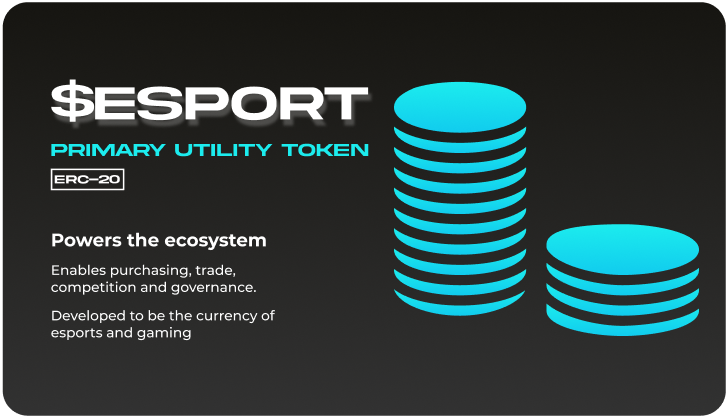 $ESPORT
PRIMARY UTILITY TOKEN
ERC-20
Powers the ecosystem
Enables purchasing, trade,
competition and governance.
Developed to be the currency of
esports and gaming